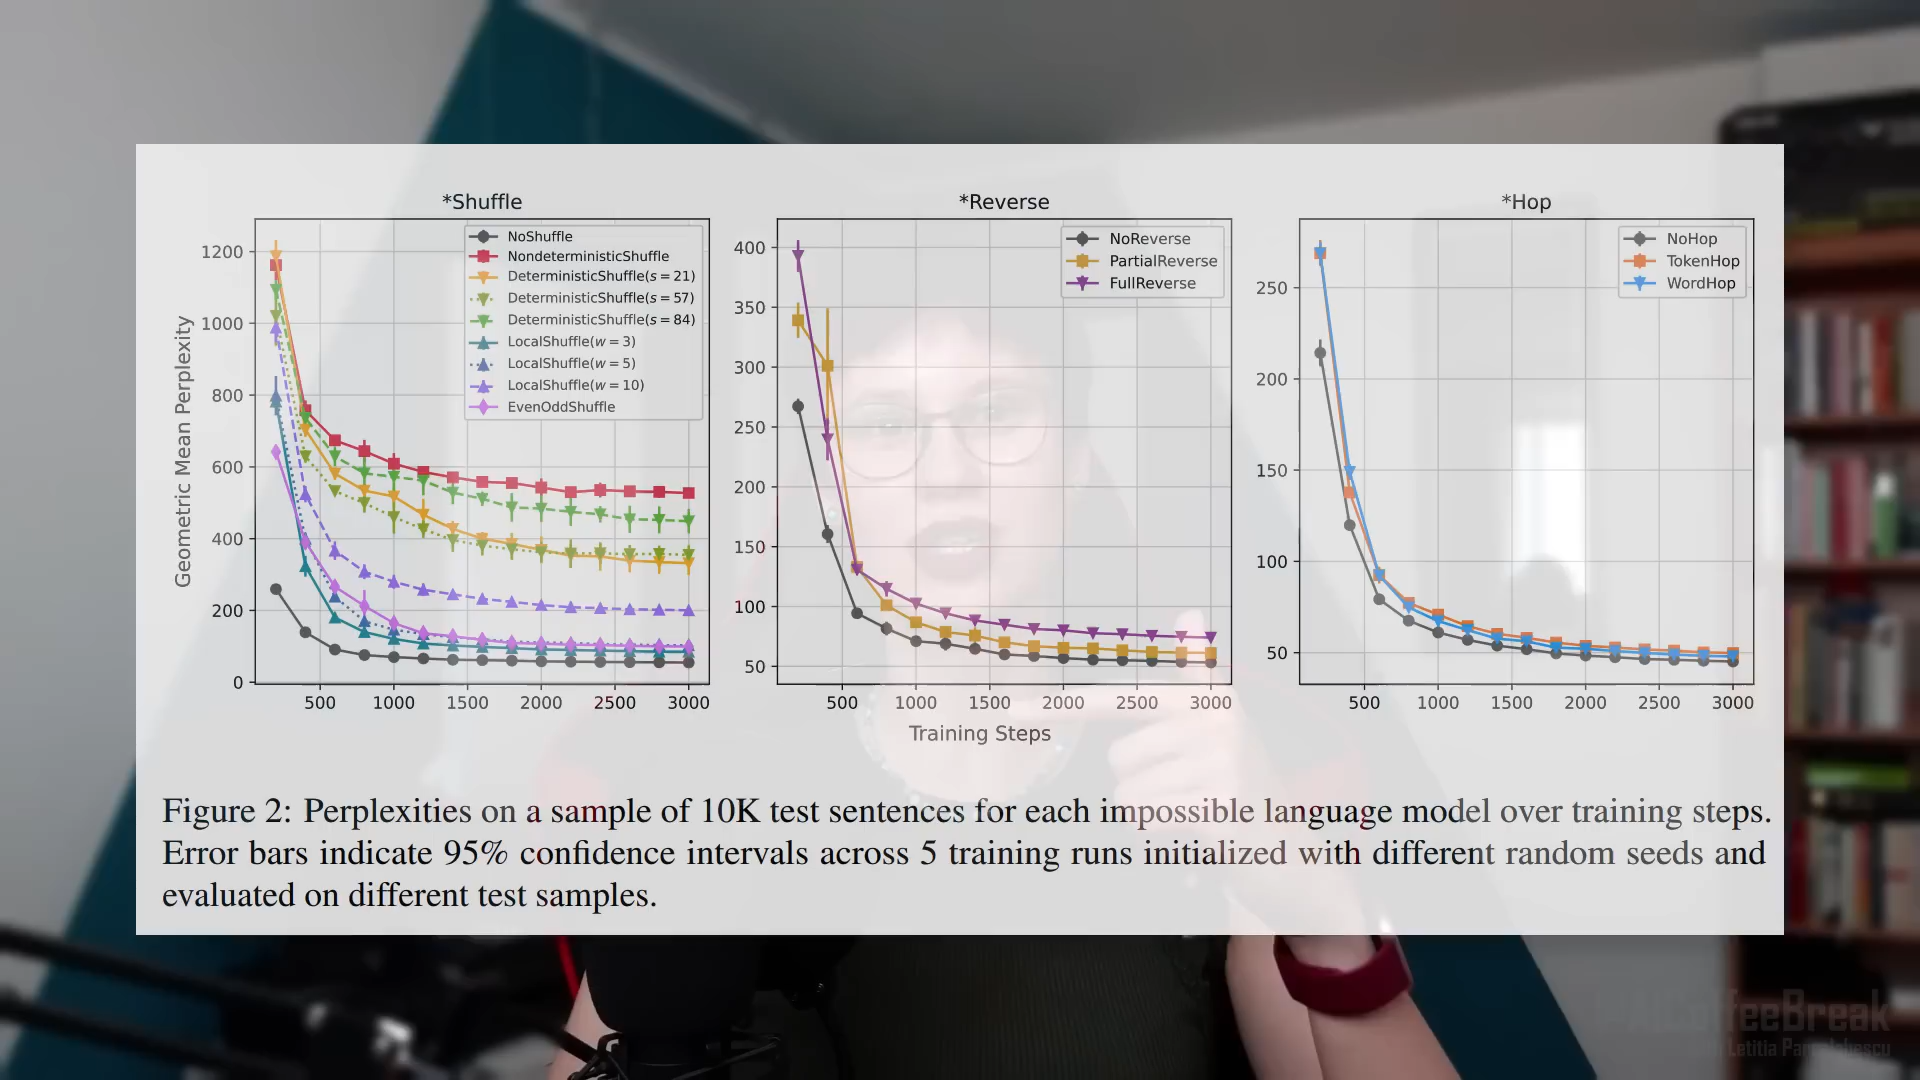 *Shuffle
*Reverse
*Hop
Geometric Mean Perplexity
1200
1000
800
600
400
200
0
500 1000 1500 2000 2500 3000
NoShuffle
NondeterministicShuffle
DeterministicShuffle(s = 21)
DeterministicShuffle(s = 57)
DeterministicShuffle(s = 84)
LocalShuffle(w = 3)
LocalShuffle(w = 5)
LocalShuffle(w = 10)
EvenOddShuffle
400
350
300
250
200
150
100
50
500 1000 1500 2000 2500 3000
NoReverse
PartialReverse
FullReverse
250
200
150
100
50
500 1000 1500 2000 2500 3000
NoHop
TokenHop
WordHop
Training Steps
Figure 2: Perplexities on a sample of 10K test sentences for each impossible language model over training steps.
Error bars indicate 95% confidence intervals across 5 training runs initialized with different random seeds and
evaluated on different test samples.
AICoffeeBreak
Letitia